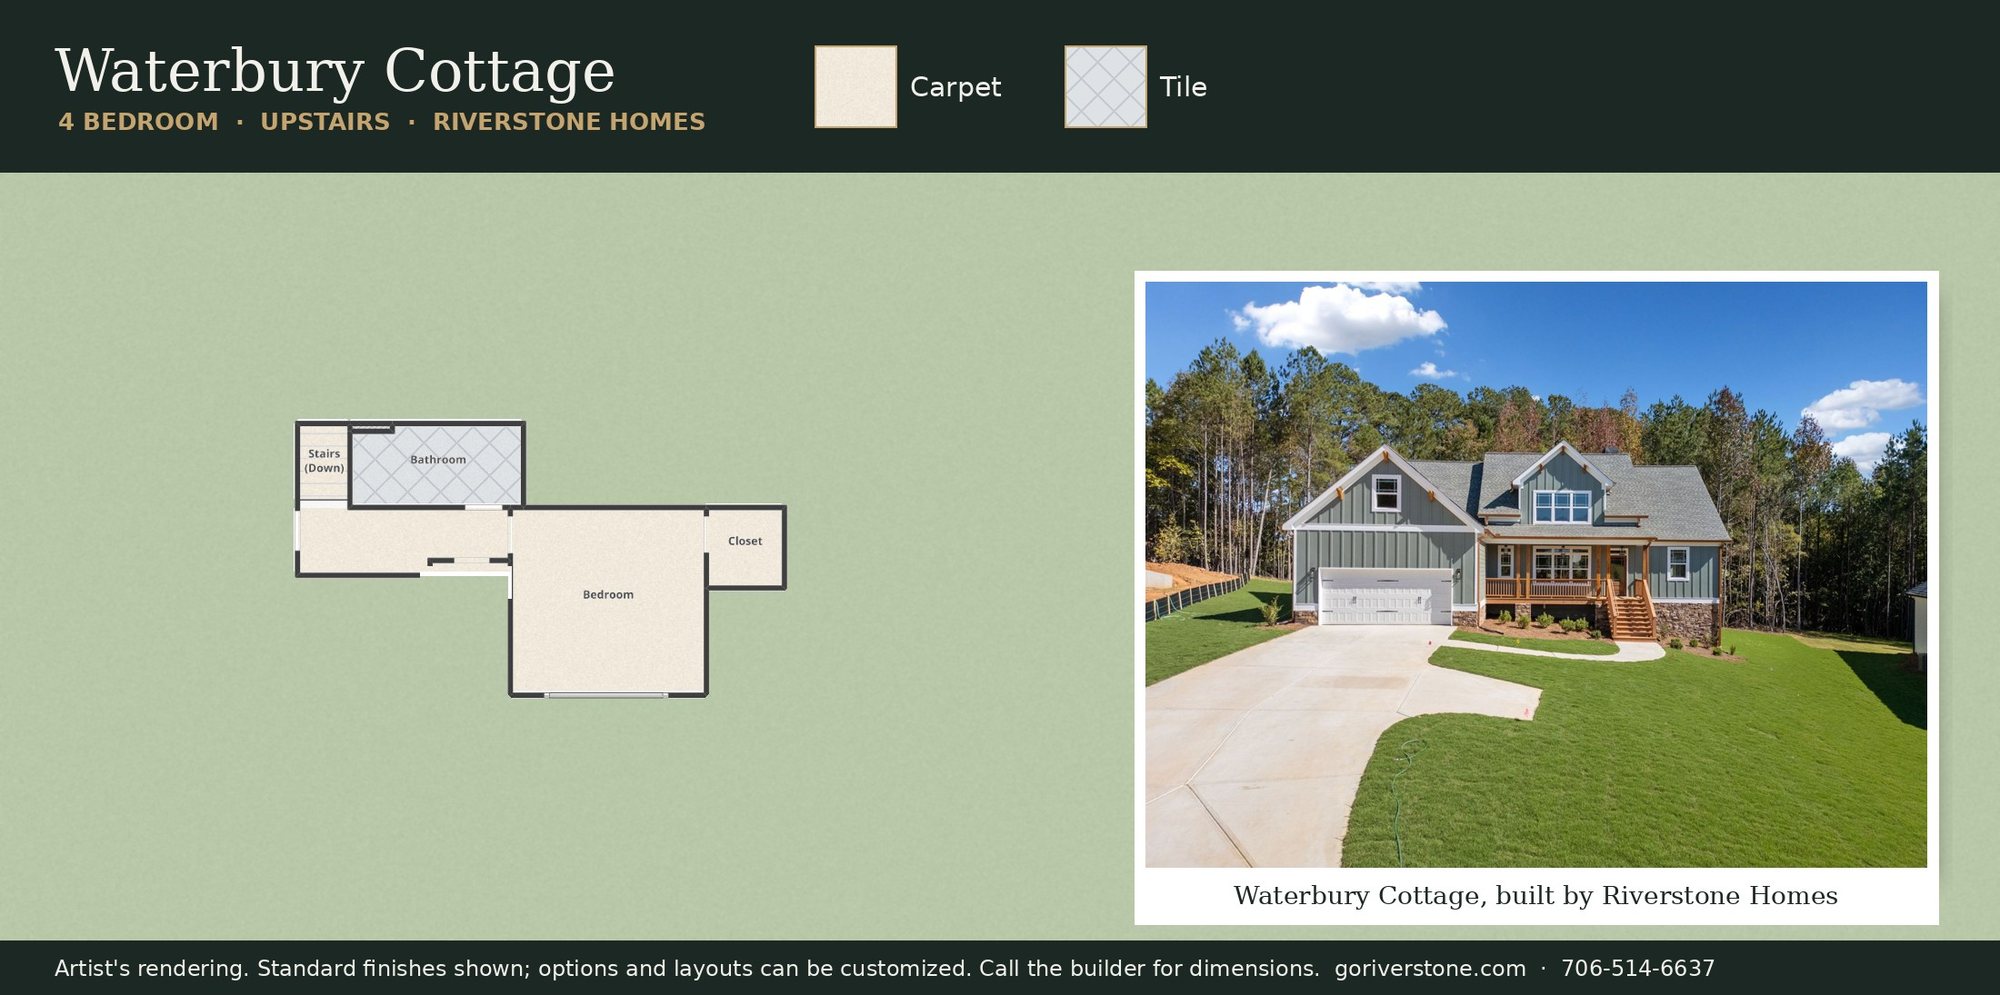 Waterbury Cottage
4 BEDROOM · UPSTAIRS · RIVERSTONE HOMES
Carpet
Tile
Stairs
(Down)
Bathroom
Closet
Bedroom
Waterbury Cottage, built by Riverstone Homes
Artist's rendering. Standard finishes shown; options and layouts can be customized. Call the builder for dimensions. goriverstone.com · 706-514-6637